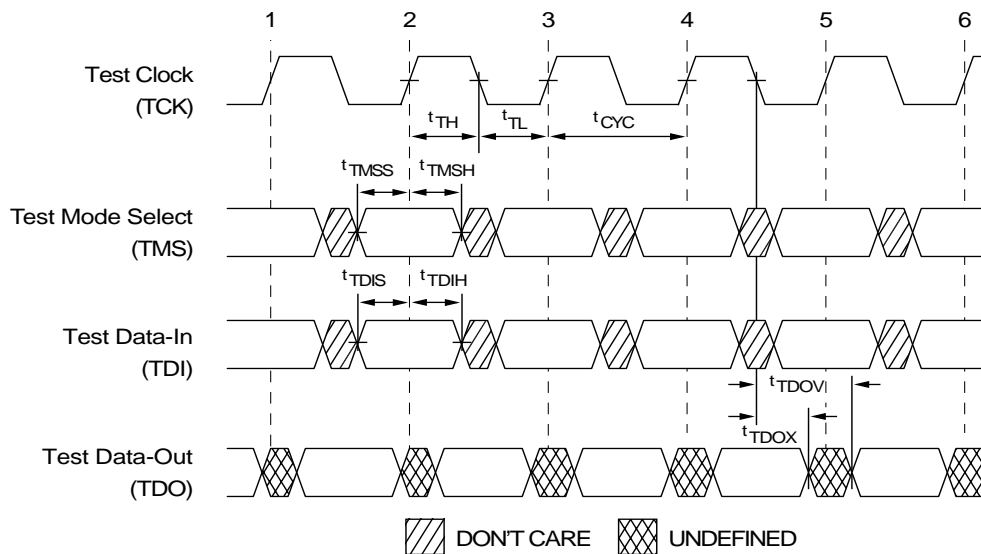 1 2 3 4 5 6
Test Clock
(TCK)
tTH tTL tCYC
tTMSS tTMSH
Test Mode Select
(TMS)
tTDIS tTDIH
Test Data-In
(TDI)
tTDOV
tTDOX
Test Data-Out
(TDO)
DON'T CARE UNDEFINED